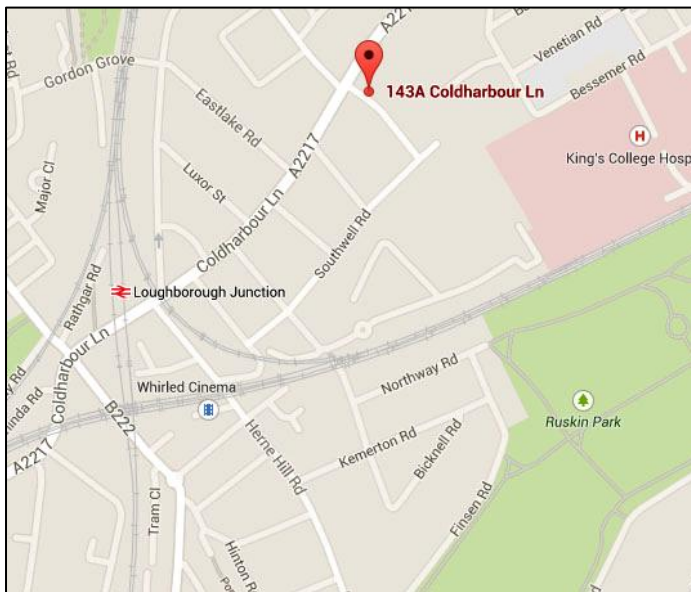 A221
Venetian Rd
Gordon Grove
Bessemer Rd
143A Coldharbour Ln
Eastlake Rd
A2217
H
King's College Hosp
Luxor St
Major Cl
Coldharbour Ln
Southwell Rd
Rathgar Rd
Loughborough Junction
Coldharbour Ln
Northway Rd
Whirled Cinema
Ruskin Park
B222
Herne Hill Rd
Kemerton Rd
Bicknell Rd
A2217
Finsen Rd
Tram Cl
Hinton R